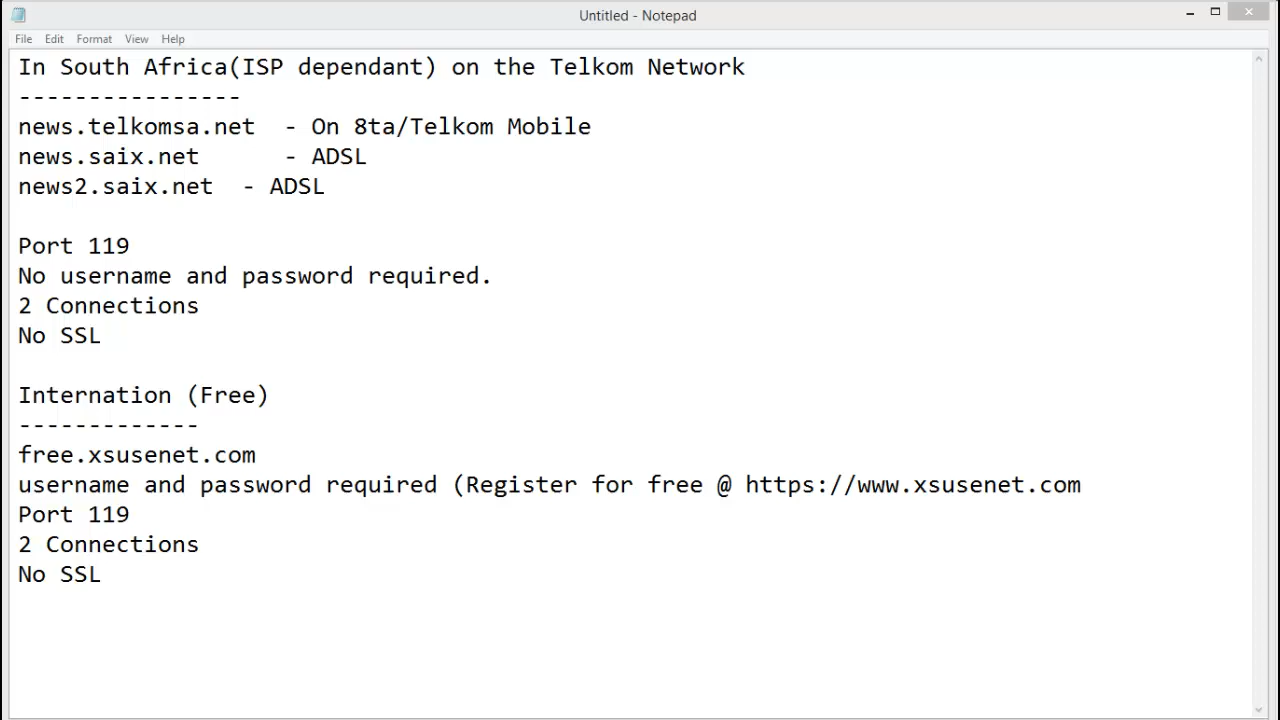 Untitled - Notepad
File Edit Format View Help
In South Africa(ISP dependant) on the Telkom Network
----------------
news.telkomsa.net  - On 8ta/Telkom Mobile
news.saix.net      - ADSL
news2.saix.net  - ADSL
Port 119
No username and password required.
2 Connections
No SSL
Internation (Free)
-------------
free.xsusenet.com
username and password required (Register for free @ https://www.xsusenet.com
Port 119
2 Connections
No SSL